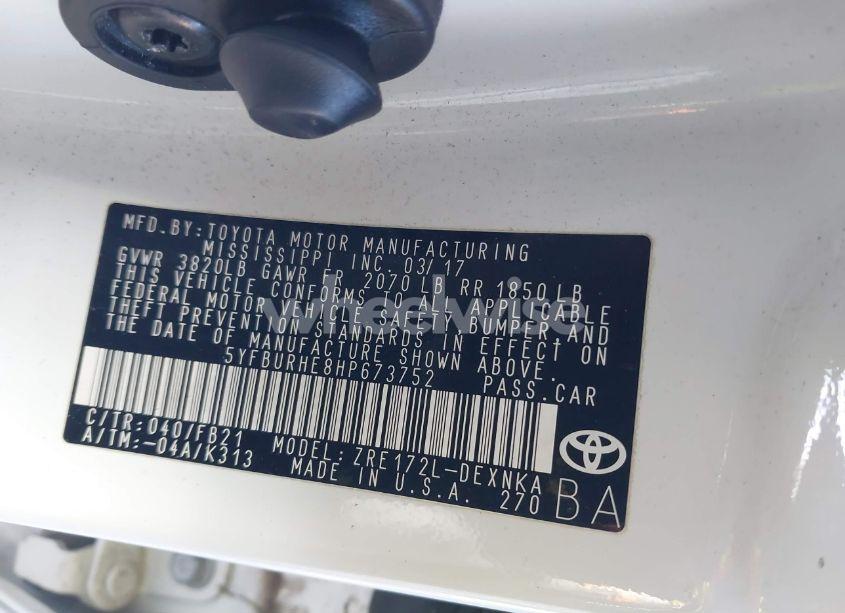 MFD.BY:TOYOTA MOTOR MANUFACTURING
MISSISSIPPI INC. 03/17
GVWR 3820LB GAWR FR 2070 LB RR 1850 LB
THIS VEHICLE CONFORMS TO ALL APPLICABLE
FEDERAL MOTOR VEHICLE SAFETY,BUMPER,AND
THEFT PREVENTION STANDARDS IN EFFECT ON
THE DATE OF MANUFACTURE SHOWN ABOVE.
5YFBURHE8HP673752 PASS.CAR
C/TR:040/FB21
A/TM:-04A/K313
MODEL:ZRE172L-DEXNKA
MADE IN U.S.A. 270
BA
wheelwise